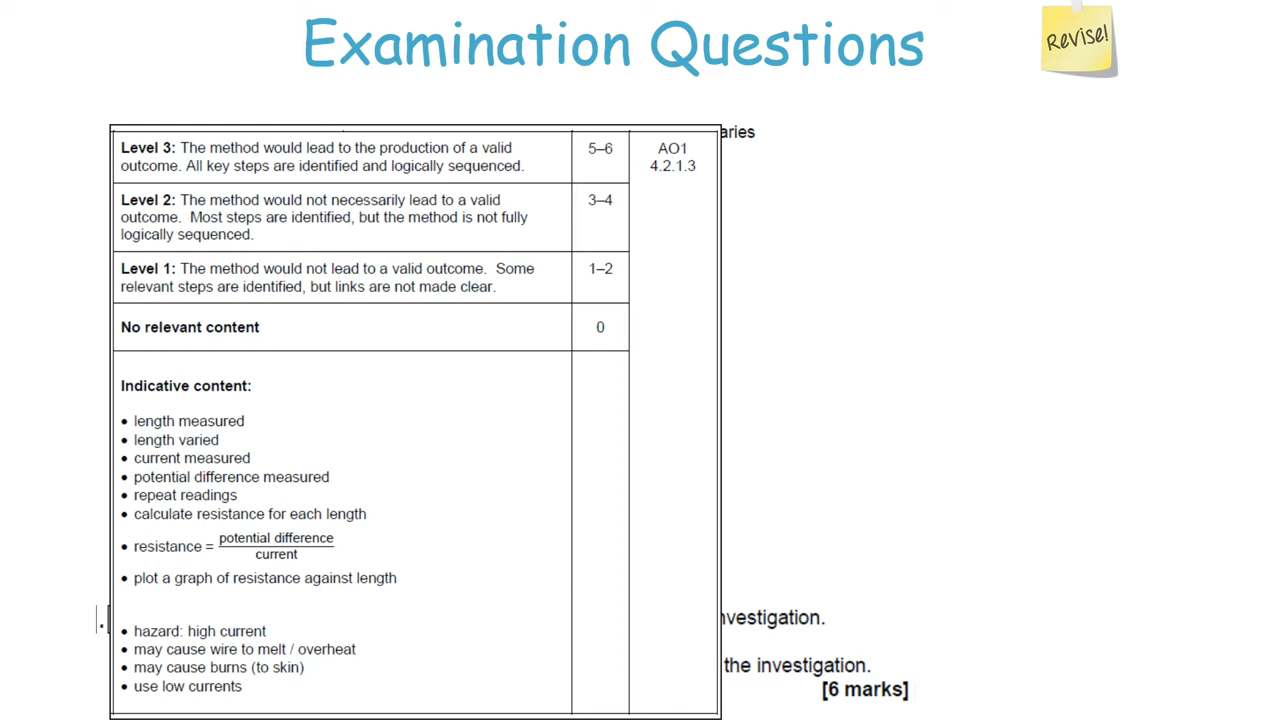 Examination Questions
Revise!
aries
Level 3: The method would lead to the production of a valid
outcome. All key steps are identified and logically sequenced.
5–6
AO1
4.2.1.3
Level 2: The method would not necessarily lead to a valid
outcome. Most steps are identified, but the method is not fully
logically sequenced.
3–4
Level 1: The method would not lead to a valid outcome. Some
relevant steps are identified, but links are not made clear.
1–2
No relevant content
0
Indicative content:
• length measured
• length varied
• current measured
• potential difference measured
• repeat readings
• calculate resistance for each length
• resistance = potential difference
current
• plot a graph of resistance against length
nvestigation.
• hazard: high current
• may cause wire to melt / overheat
• may cause burns (to skin)
the investigation.
• use low currents
[6 marks]